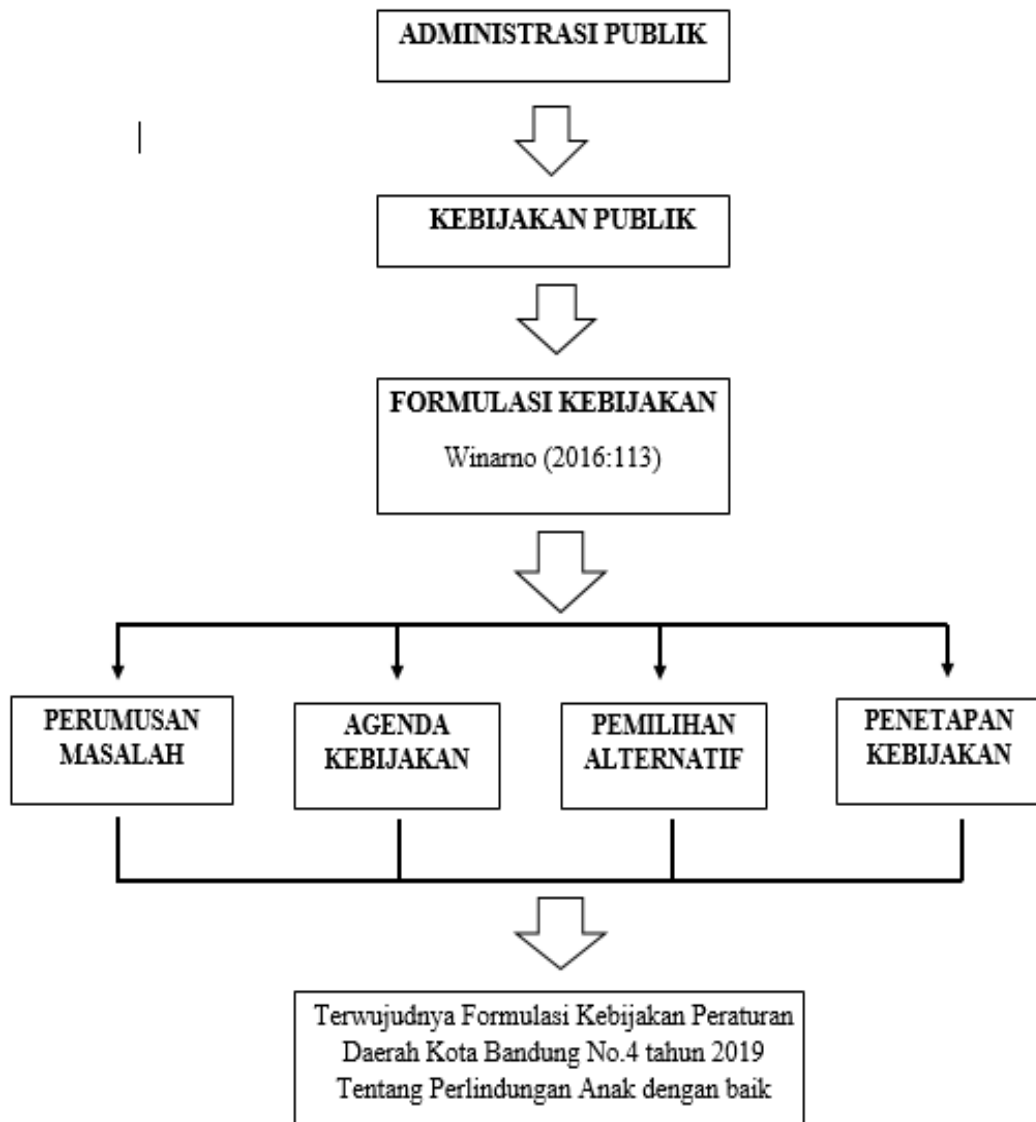 ADMINISTRASI PUBLIK
KEBIJAKAN PUBLIK
FORMULASI KEBIJAKAN
Winarno (2016:113)
PERUMUSAN
MASALAH
AGENDA
KEBIJAKAN
PEMILIHAN
ALTERNATIF
PENETAPAN
KEBIJAKAN
Terwujudnya Formulasi Kebijakan Peraturan
Daerah Kota Bandung No.4 tahun 2019
Tentang Perlindungan Anak dengan baik